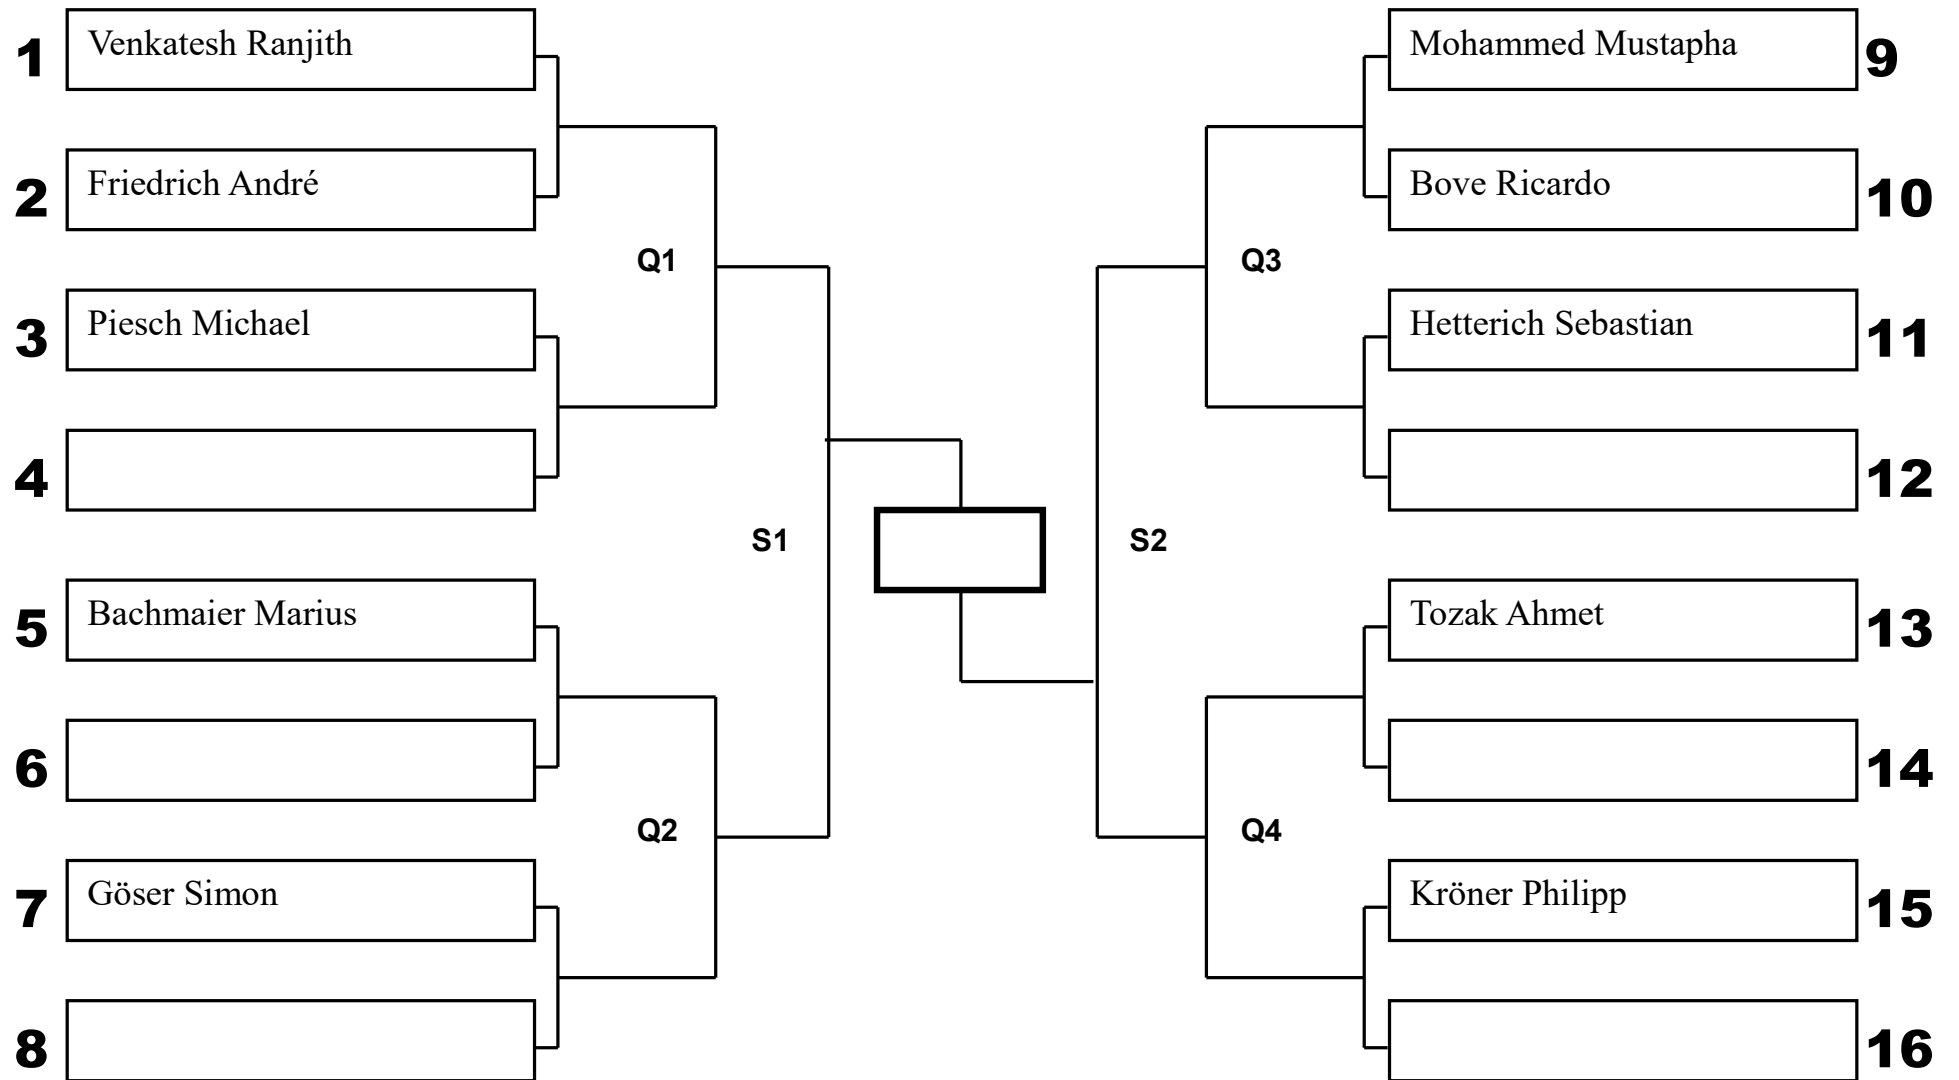 1 Venkatesh Ranjith
2 Friedrich André
Q1
3 Piesch Michael
4
S1
5 Bachmaier Marius
6
Q2
7 Göser Simon
8
Mohammed Mustapha 9
Bove Ricardo 10
Q3
Hetterich Sebastian 11
12
S2
Tozak Ahmet 13
14
Q4
Kröner Philipp 15
16